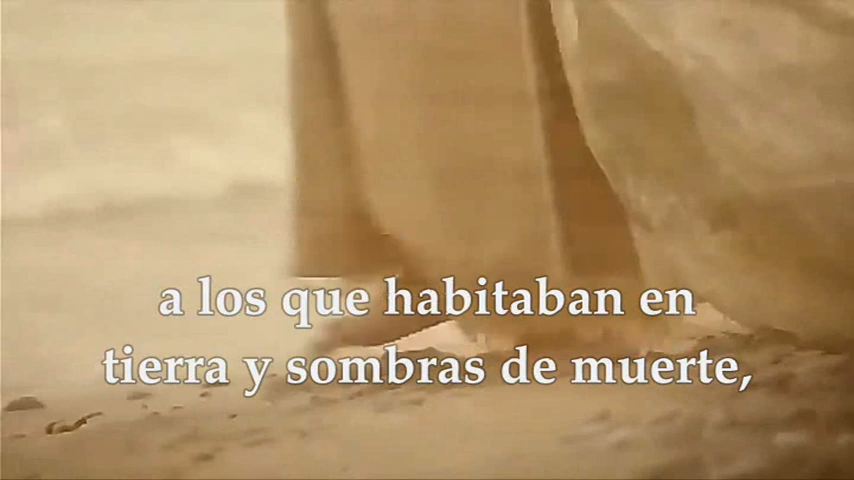 a los que habitaban en
tierra y sombras de muerte,